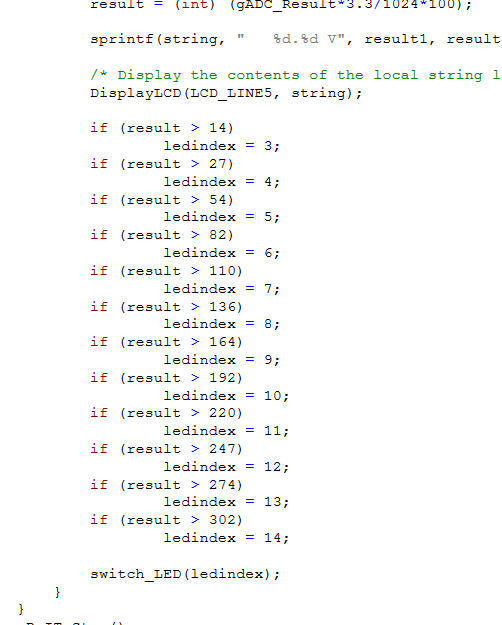 result = (int) (gADC_Result*3.3/1024*100);
sprintf(string, "   %d.%d V", result1, result
/* Display the contents of the local string l
DisplayLCD(LCD_LINE5, string);
if (result > 14)
ledindex = 3;
if (result > 27)
ledindex = 4;
if (result > 54)
ledindex = 5;
if (result > 82)
ledindex = 6;
if (result > 110)
ledindex = 7;
if (result > 136)
ledindex = 8;
if (result > 164)
ledindex = 9;
if (result > 192)
ledindex = 10;
if (result > 220)
ledindex = 11;
if (result > 247)
ledindex = 12;
if (result > 274)
ledindex = 13;
if (result > 302)
ledindex = 14;
switch_LED(ledindex);
}
}